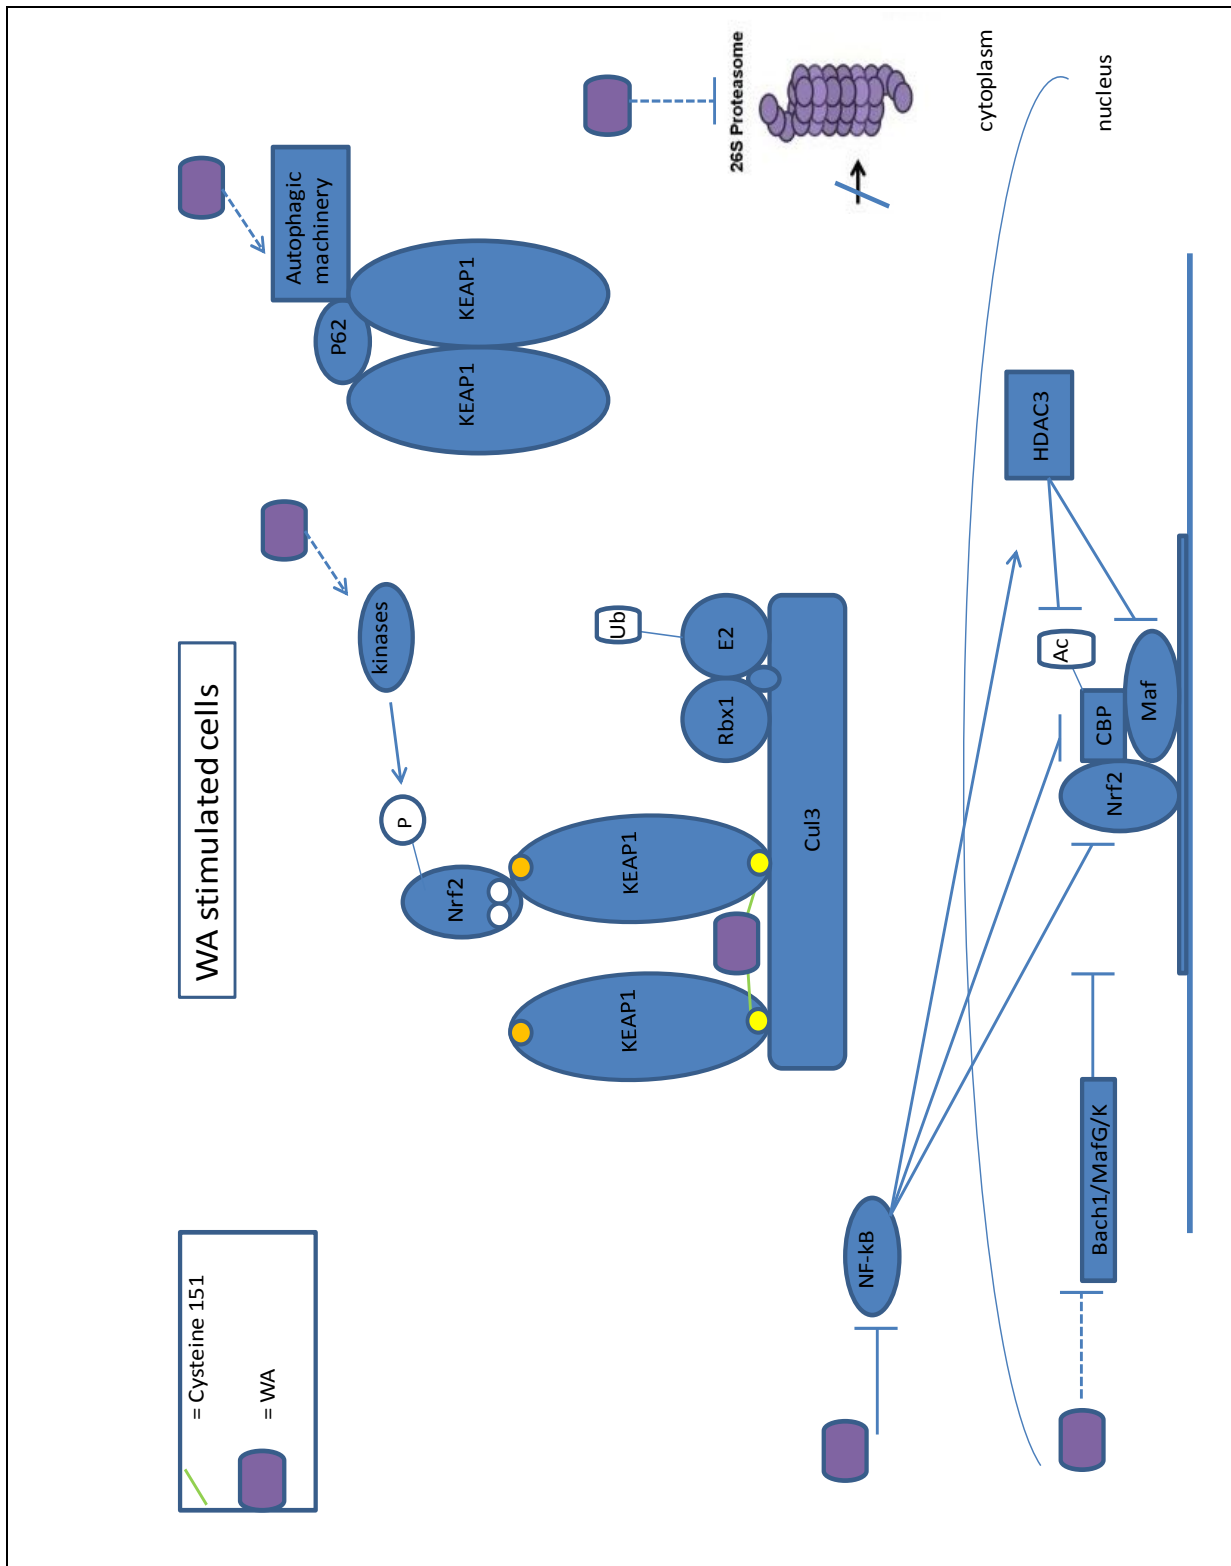 WA stimulated cells
= Cysteine 151
= WA
kinases
P
Nrf2
KEAP1
KEAP1
Cul3
Rbx1
E2
Ub
P62
Autophagic
machinery
KEAP1
KEAP1
26S Proteasome
cytoplasm
nucleus
NF-kB
Bach1/MafG/K
Nrf2
CBP
Maf
Ac
HDAC3